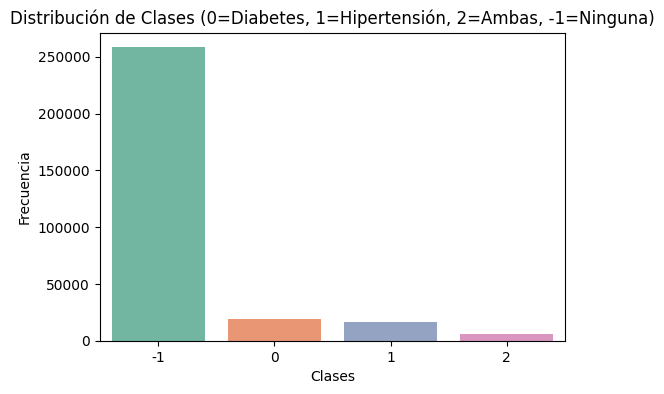 Distribución de Clases (0=Diabetes, 1=Hipertensión, 2=Ambas, -1=Ninguna)
250000
200000
150000
100000
50000
0
Frecuencia
-1 0 1 2
Clases